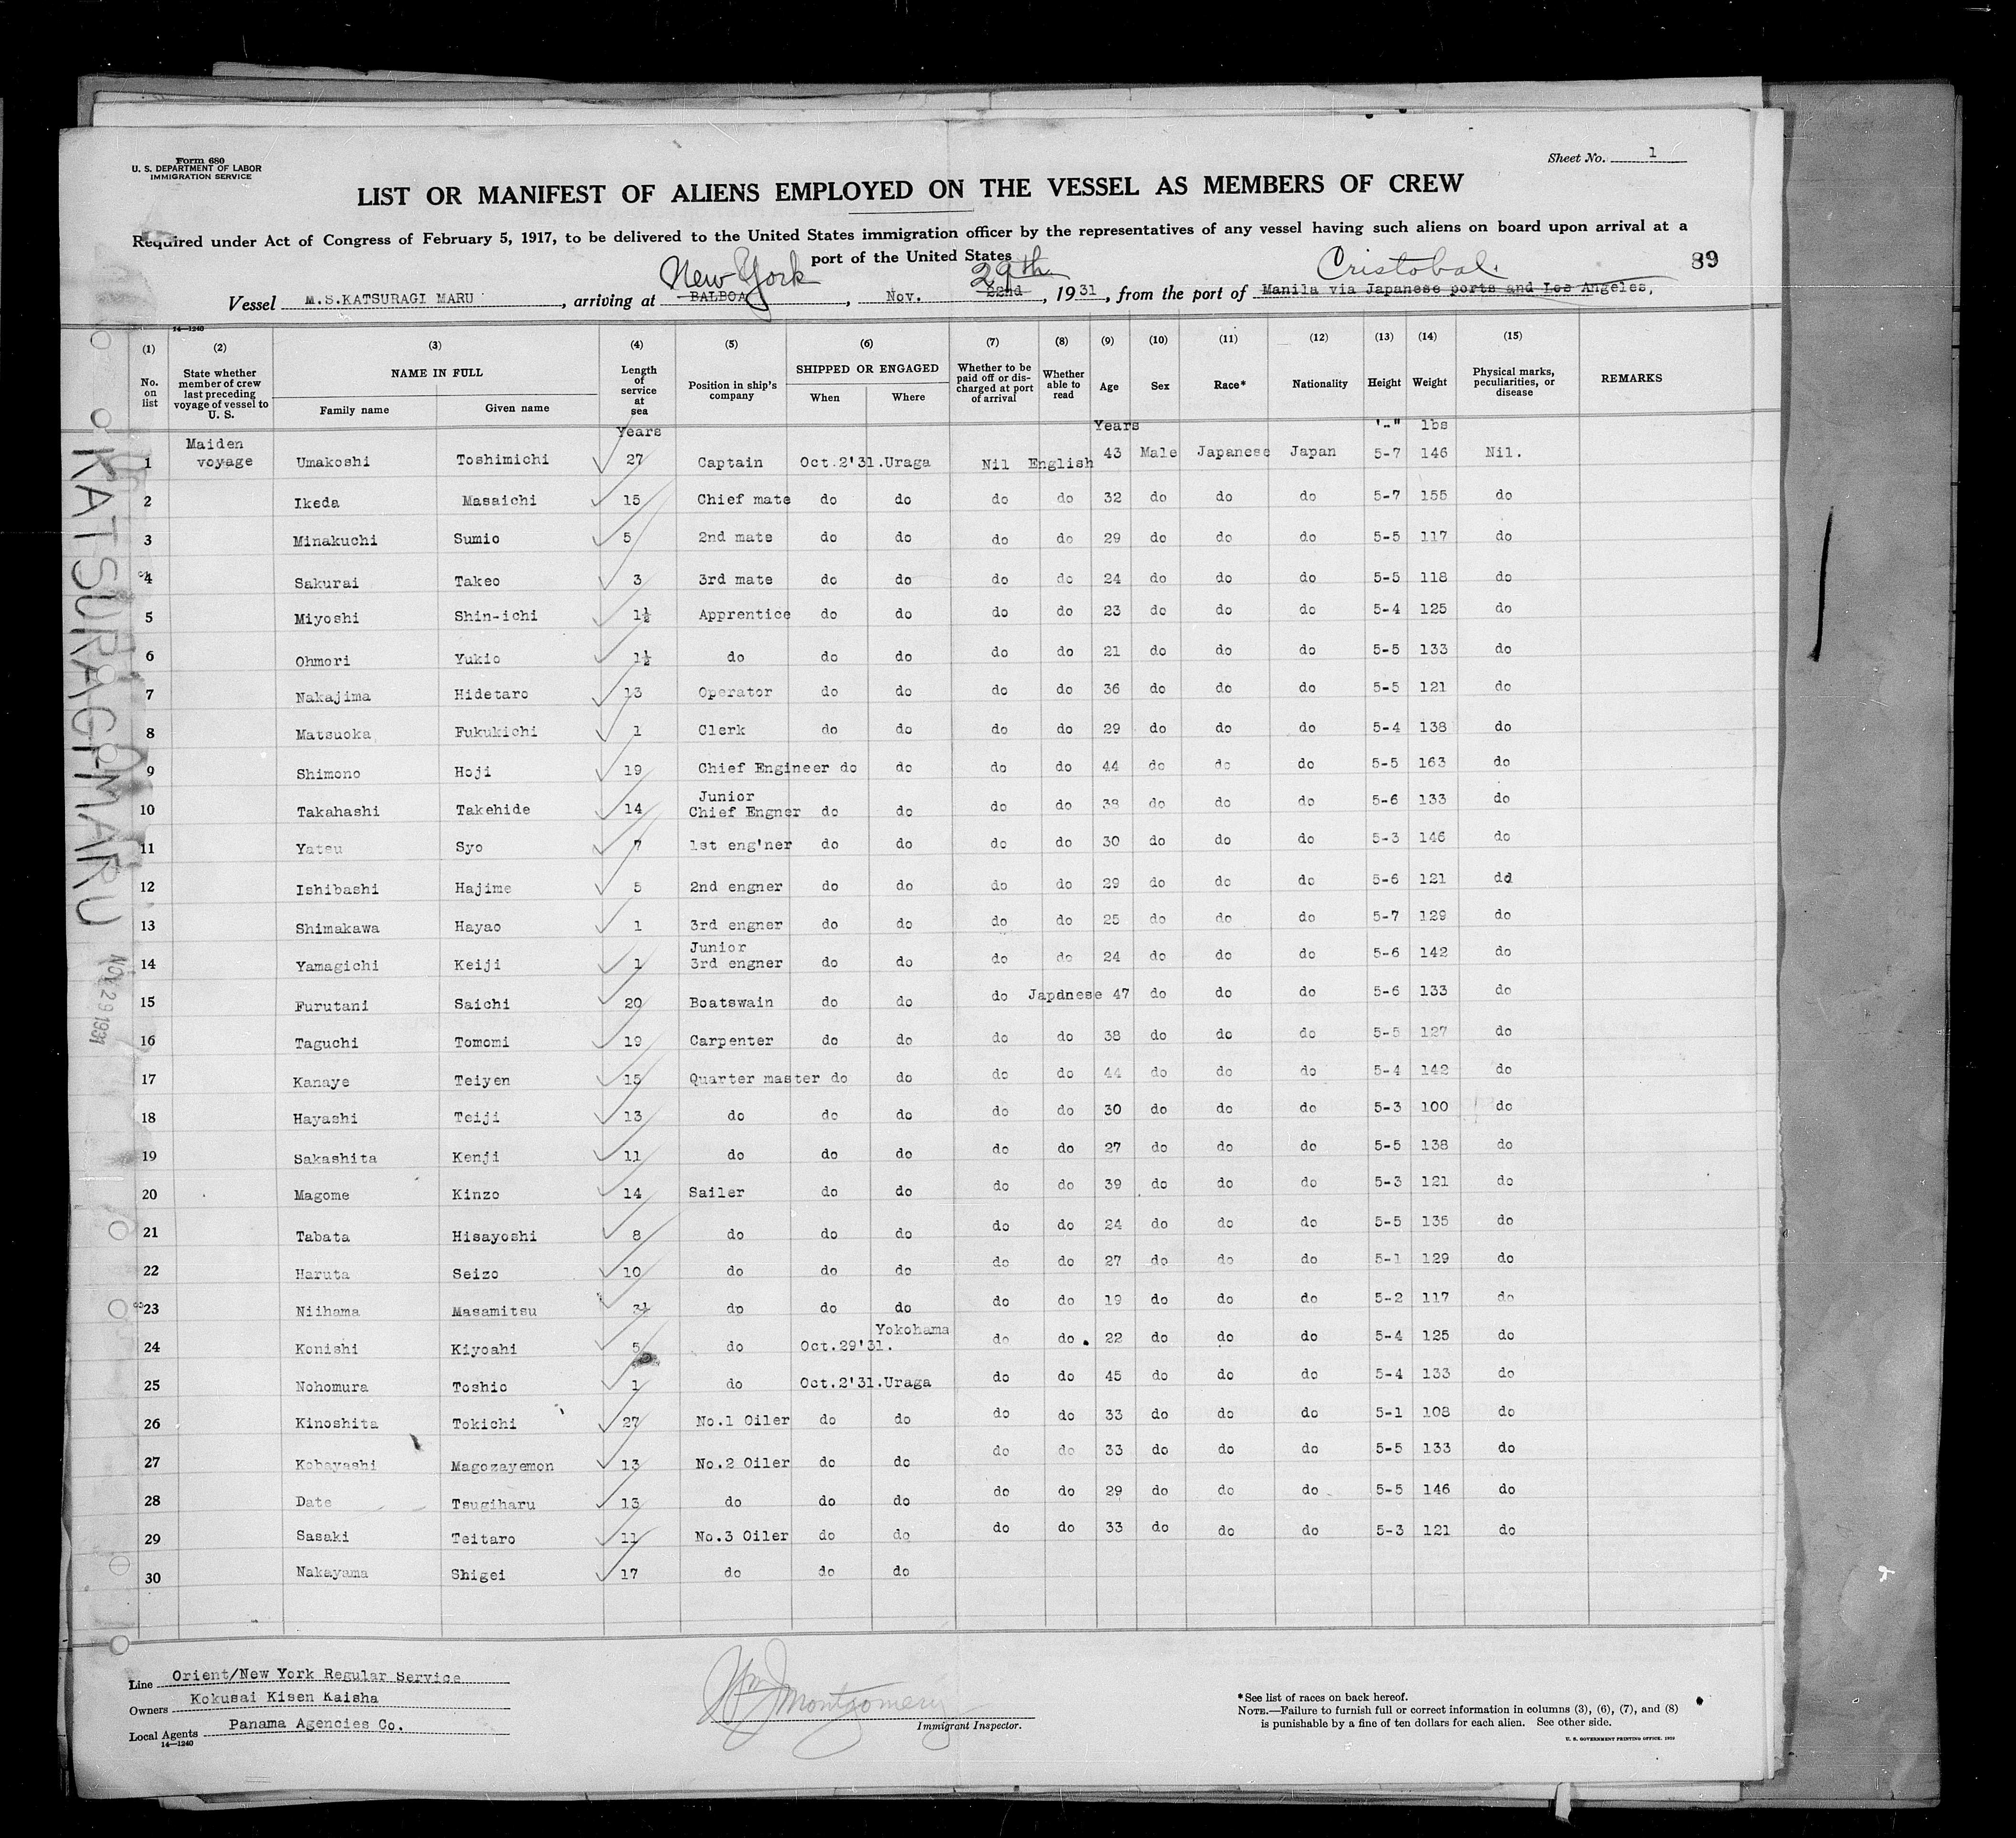 Form 680
U. S. DEPARTMENT OF LABOR
IMMIGRATION SERVICE
Sheet No. 1
LIST OR MANIFEST OF ALIENS EMPLOYED ON THE VESSEL AS MEMBERS OF CREW
Required under Act of Congress of February 5, 1917, to be delivered to the United States immigration officer by the representatives of any vessel having such aliens on board upon arrival at a
port of the United States
89
New York 29th Cristobal.
Vessel M.S.KATSURAGI MARU, arriving at BALBOA, Nov. 22nd, 1931, from the port of Manila via Japanese ports and Los Angeles,
14—1240
(1) (2) (3) (4) (5) (6) (7) (8) (9) (10) (11) (12) (13) (14) (15)
No. on list
State whether member of crew last preceding voyage of vessel to U. S.
NAME IN FULL
Family name Given name
Length of service at sea
Position in ship's company
SHIPPED OR ENGAGED
When Where
Whether to be paid off or discharged at port of arrival
Whether able to read
Age
Sex
Race*
Nationality
Height
Weight
Physical marks, peculiarities, or disease
REMARKS
Years Years '-" lbs
1 Maiden voyage Umakoshi Toshimichi 27 Captain Oct.2'31.Uraga Nil English 43 Male Japanese Japan 5-7 146 Nil.
2 Ikeda Masaichi 15 Chief mate do do do do 32 do do do 5-7 155 do
3 Minakuchi Sumio 5 2nd mate do do do do 29 do do do 5-5 117 do
4 Sakurai Takeo 3 3rd mate do do do do 24 do do do 5-5 118 do
5 Miyoshi Shin-ichi 1½ Apprentice do do do do 23 do do do 5-4 125 do
6 Ohmori Yukio 1½ do do do do do 21 do do do 5-5 133 do
7 Nakajima Hidetaro 13 Operator do do do do 36 do do do 5-5 121 do
8 Matsuoka Fukukichi 1 Clerk do do do do 29 do do do 5-4 138 do
9 Shimono Hoji 19 Chief Engineer do do do do 44 do do do 5-5 163 do
10 Takahashi Takehide 14 Junior Chief Engner do do do do 38 do do do 5-6 133 do
11 Yatsu Syo 7 1st eng'ner do do do do 30 do do do 5-3 146 do
12 Ishibashi Hajime 5 2nd engner do do do do 29 do do do 5-6 121 dd
13 Shimakawa Hayao 1 3rd engner do do do do 25 do do do 5-7 129 do
14 Yamagichi Keiji 1 Junior 3rd engner do do do do 24 do do do 5-6 142 do
15 Furutani Saichi 20 Boatswain do do do Japanese 47 do do do 5-6 133 do
16 Taguchi Tomomi 19 Carpenter do do do do 38 do do do 5-5 127 do
17 Kanaye Teiyen 15 Quarter master do do do do 44 do do do 5-4 142 do
18 Hayashi Teiji 13 do do do do do 30 do do do 5-3 100 do
19 Sakashita Kenji 11 do do do do do 27 do do do 5-5 138 do
20 Magome Kinzo 14 Sailer do do do do 39 do do do 5-3 121 do
21 Tabata Hisayoshi 8 do do do do do 24 do do do 5-5 135 do
22 Haruta Seizo 10 do do do do do 27 do do do 5-1 129 do
23 Niihama Masamitsu 3½ do do do do do 19 do do do 5-2 117 do
24 Konishi Kiyoahi 5 do Oct.29'31. Yokohama do do 22 do do do 5-4 125 do
25 Nohomura Toshio 1 do Oct.2'31.Uraga do do 45 do do do 5-4 133 do
26 Kinoshita Tokichi 27 No.1 Oiler do do do do 33 do do do 5-1 108 do
27 Kobayashi Magozayemon 13 No.2 Oiler do do do do 33 do do do 5-5 133 do
28 Date Tsugiharu 13 do do do do do 29 do do do 5-5 146 do
29 Sasaki Teitaro 11 No.3 Oiler do do do do 33 do do do 5-3 121 do
30 Nakayama Shigei 17 do do do
KATSURAGI-MARU
NOV 29 1931
Line Orient/New York Regular Service
Owners Kokusai Kisen Kaisha
Local Agents Panama Agencies Co.
14—1240
Wm J Montgomery
Immigrant Inspector.
*See list of races on back hereof.
NOTE.—Failure to furnish full or correct information in columns (3), (6), (7), and (8)
is punishable by a fine of ten dollars for each alien. See other side.